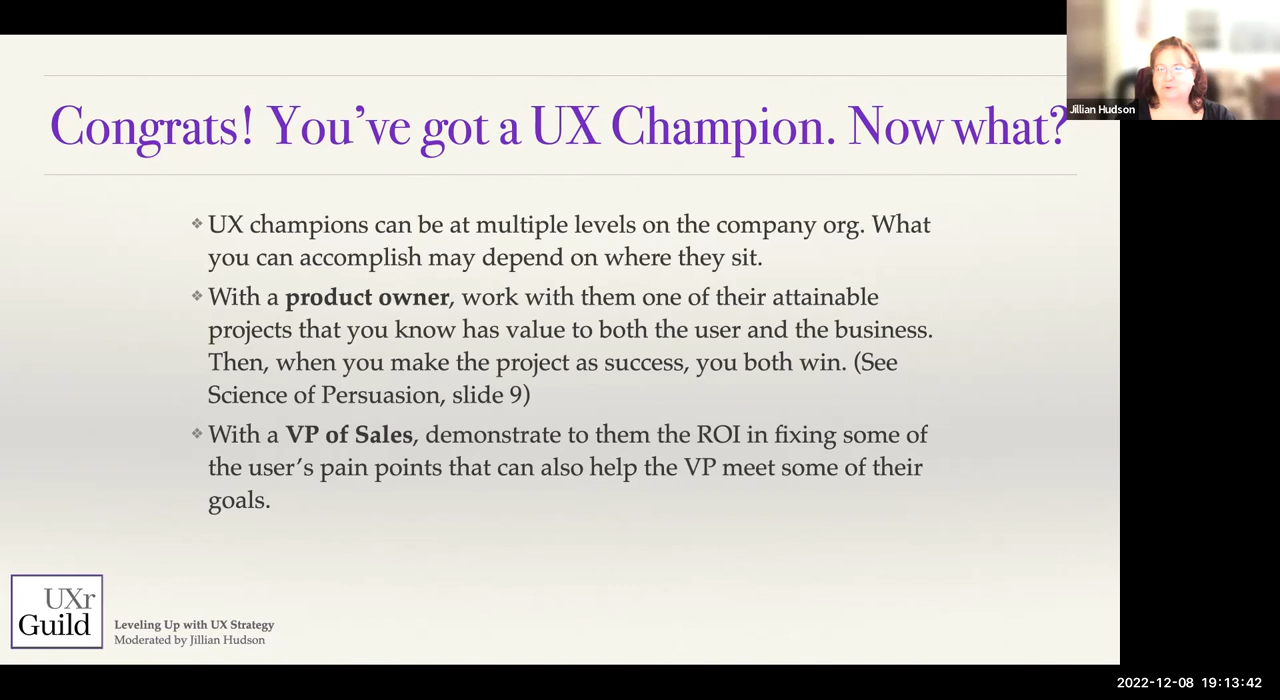 Congrats! You've got a UX Champion. Now what?
Jillian Hudson
❖ UX champions can be at multiple levels on the company org. What
you can accomplish may depend on where they sit.
❖ With a product owner, work with them one of their attainable
projects that you know has value to both the user and the business.
Then, when you make the project as success, you both win. (See
Science of Persuasion, slide 9)
❖ With a VP of Sales, demonstrate to them the ROI in fixing some of
the user's pain points that can also help the VP meet some of their
goals.
UXr
Guild
Leveling Up with UX Strategy
Moderated by Jillian Hudson
2022-12-08 19:13:42